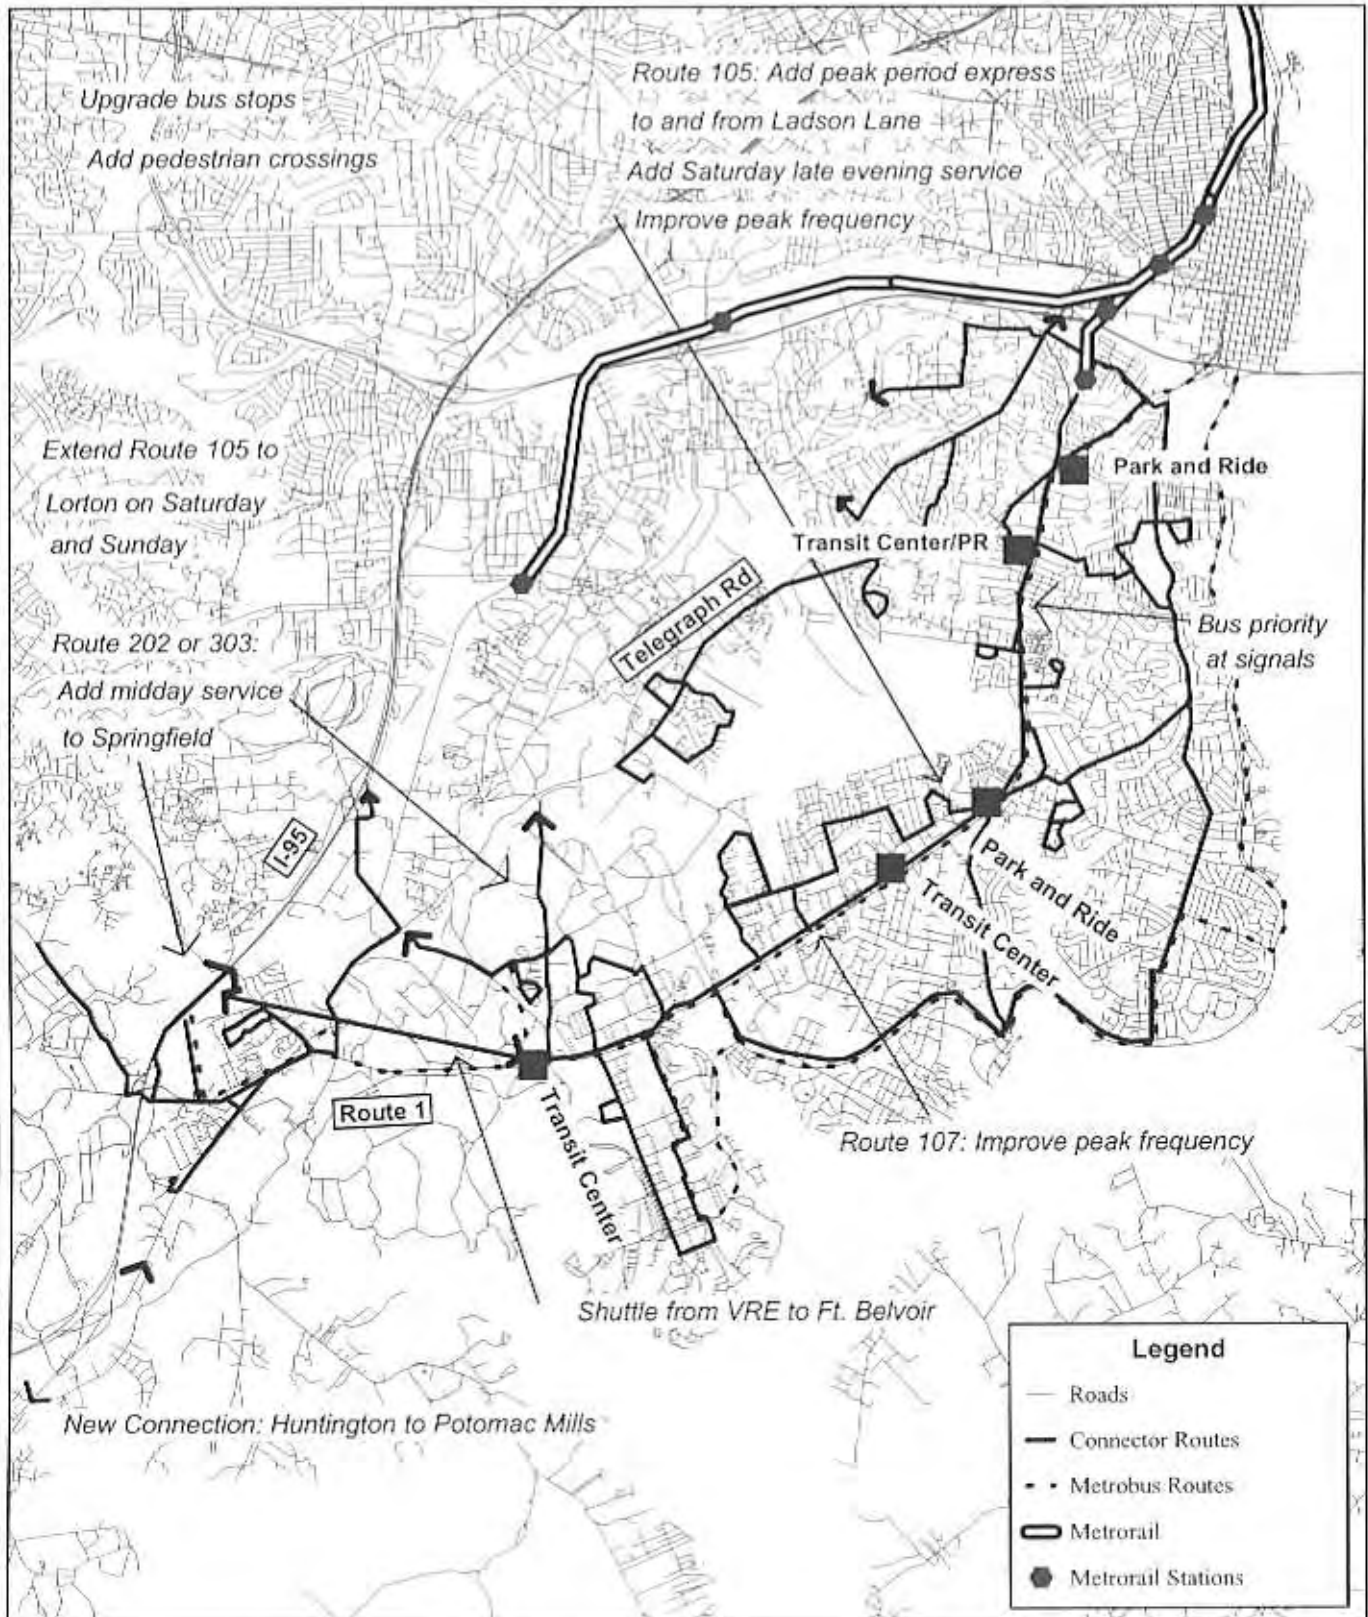 Upgrade bus stops
Add pedestrian crossings
Route 105: Add peak period express
to and from Ladson Lane
Add Saturday late evening service
Improve peak frequency
Extend Route 105 to
Lorton on Saturday
and Sunday
Park and Ride
Transit Center/PR
Telegraph Rd
Bus priority
at signals
Route 202 or 303:
Add midday service
to Springfield
I-95
Park and Ride
Transit Center
Route 1
Transit Center
Route 107: Improve peak frequency
Shuttle from VRE to Ft. Belvoir
New Connection: Huntington to Potomac Mills
Legend
Roads
Connector Routes
Metrobus Routes
Metrorail
Metrorail Stations